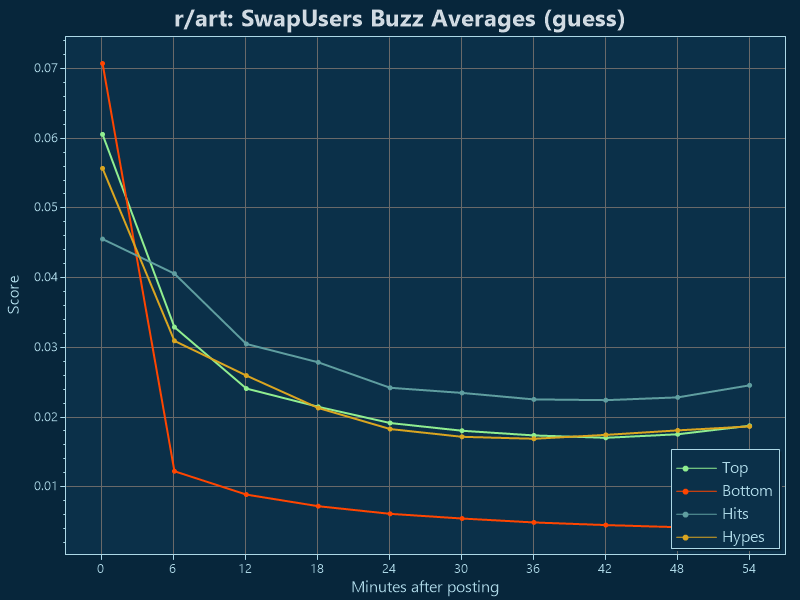 r/art: SwapUsers Buzz Averages (guess)
0.07
0.06
0.05
0.04
0.03
0.02
0.01
Score
0 6 12 18 24 30 36 42 48 54
Minutes after posting
Top
Bottom
Hits
Hypes